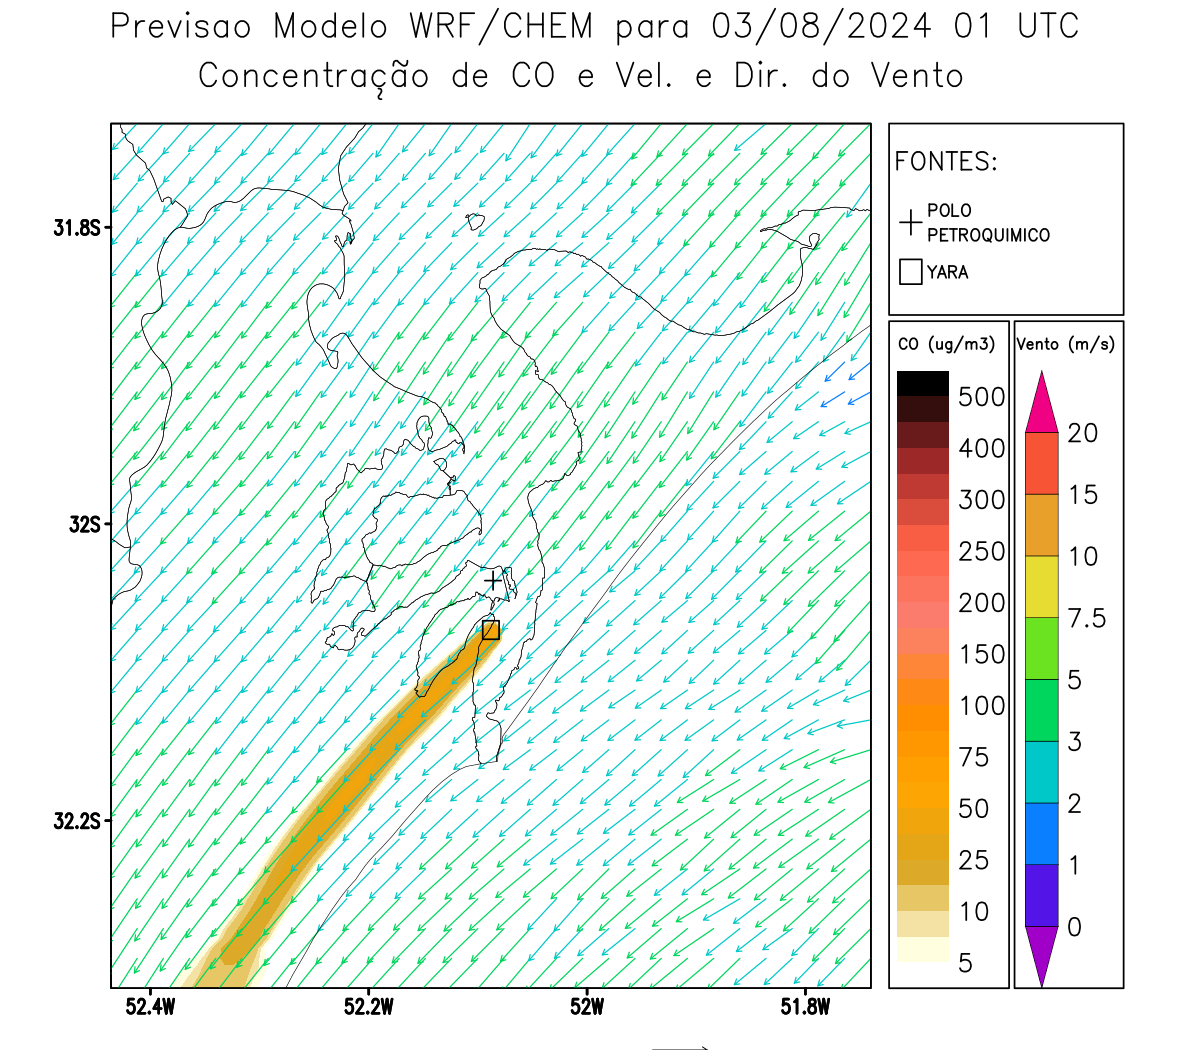 Previsao Modelo WRF/CHEM para 03/08/2024 01 UTC
Concentração de CO e Vel. e Dir. do Vento
FONTES:
POLO
PETROQUIMICO
YARA
CO (ug/m3)
500
400
300
250
200
150
100
75
50
25
10
5
Vento (m/s)
20
15
10
7.5
5
3
2
1
0
31.8S
32S
32.2S
52.4W
52.2W
52W
51.8W